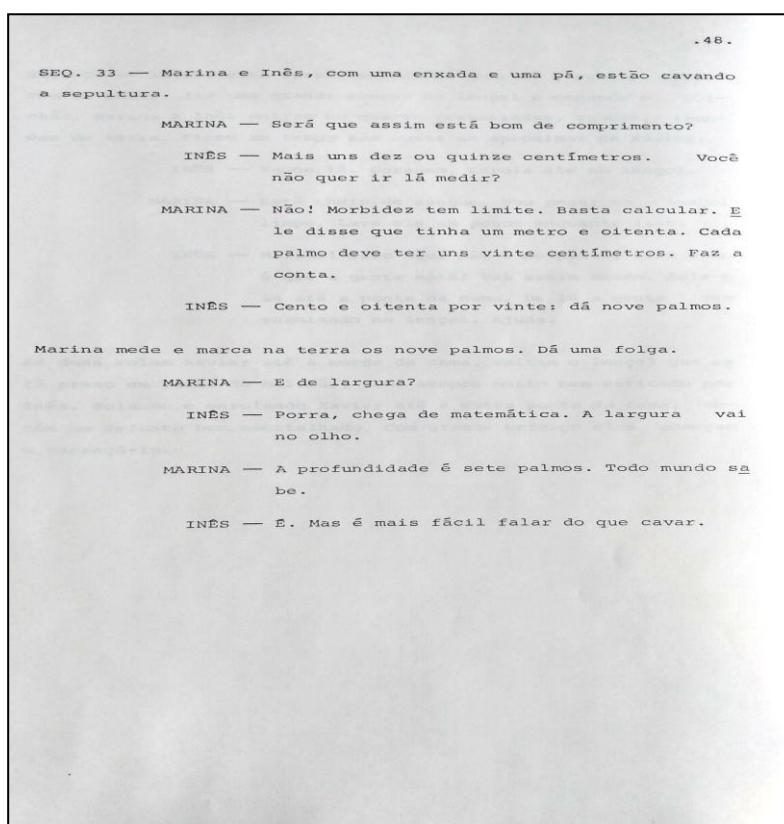 .48.
SEQ. 33 — Marina e Inês, com uma enxada e uma pá, estão cavando
a sepultura.
MARINA — Será que assim está bom de comprimento?
INÊS — Mais uns dez ou quinze centímetros. Você
não quer ir lá medir?
MARINA — Não! Morbidez tem limite. Basta calcular. E
le disse que tinha um metro e oitenta. Cada
palmo deve ter uns vinte centímetros. Faz a
conta.
INÊS — Cento e oitenta por vinte: dá nove palmos.
Marina mede e marca na terra os nove palmos. Dá uma folga.
MARINA — E de largura?
INÊS — Porra, chega de matemática. A largura vai
no olho.
MARINA — A profundidade é sete palmos. Todo mundo sa
be.
INÊS — É. Mas é mais fácil falar do que cavar.